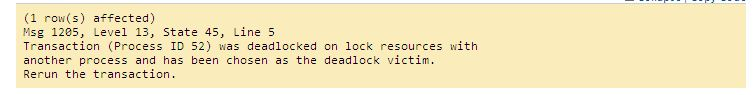 (1 row(s) affected)
Msg 1205, Level 13, State 45, Line 5
Transaction (Process ID 52) was deadlocked on lock resources with
another process and has been chosen as the deadlock victim.
Rerun the transaction.